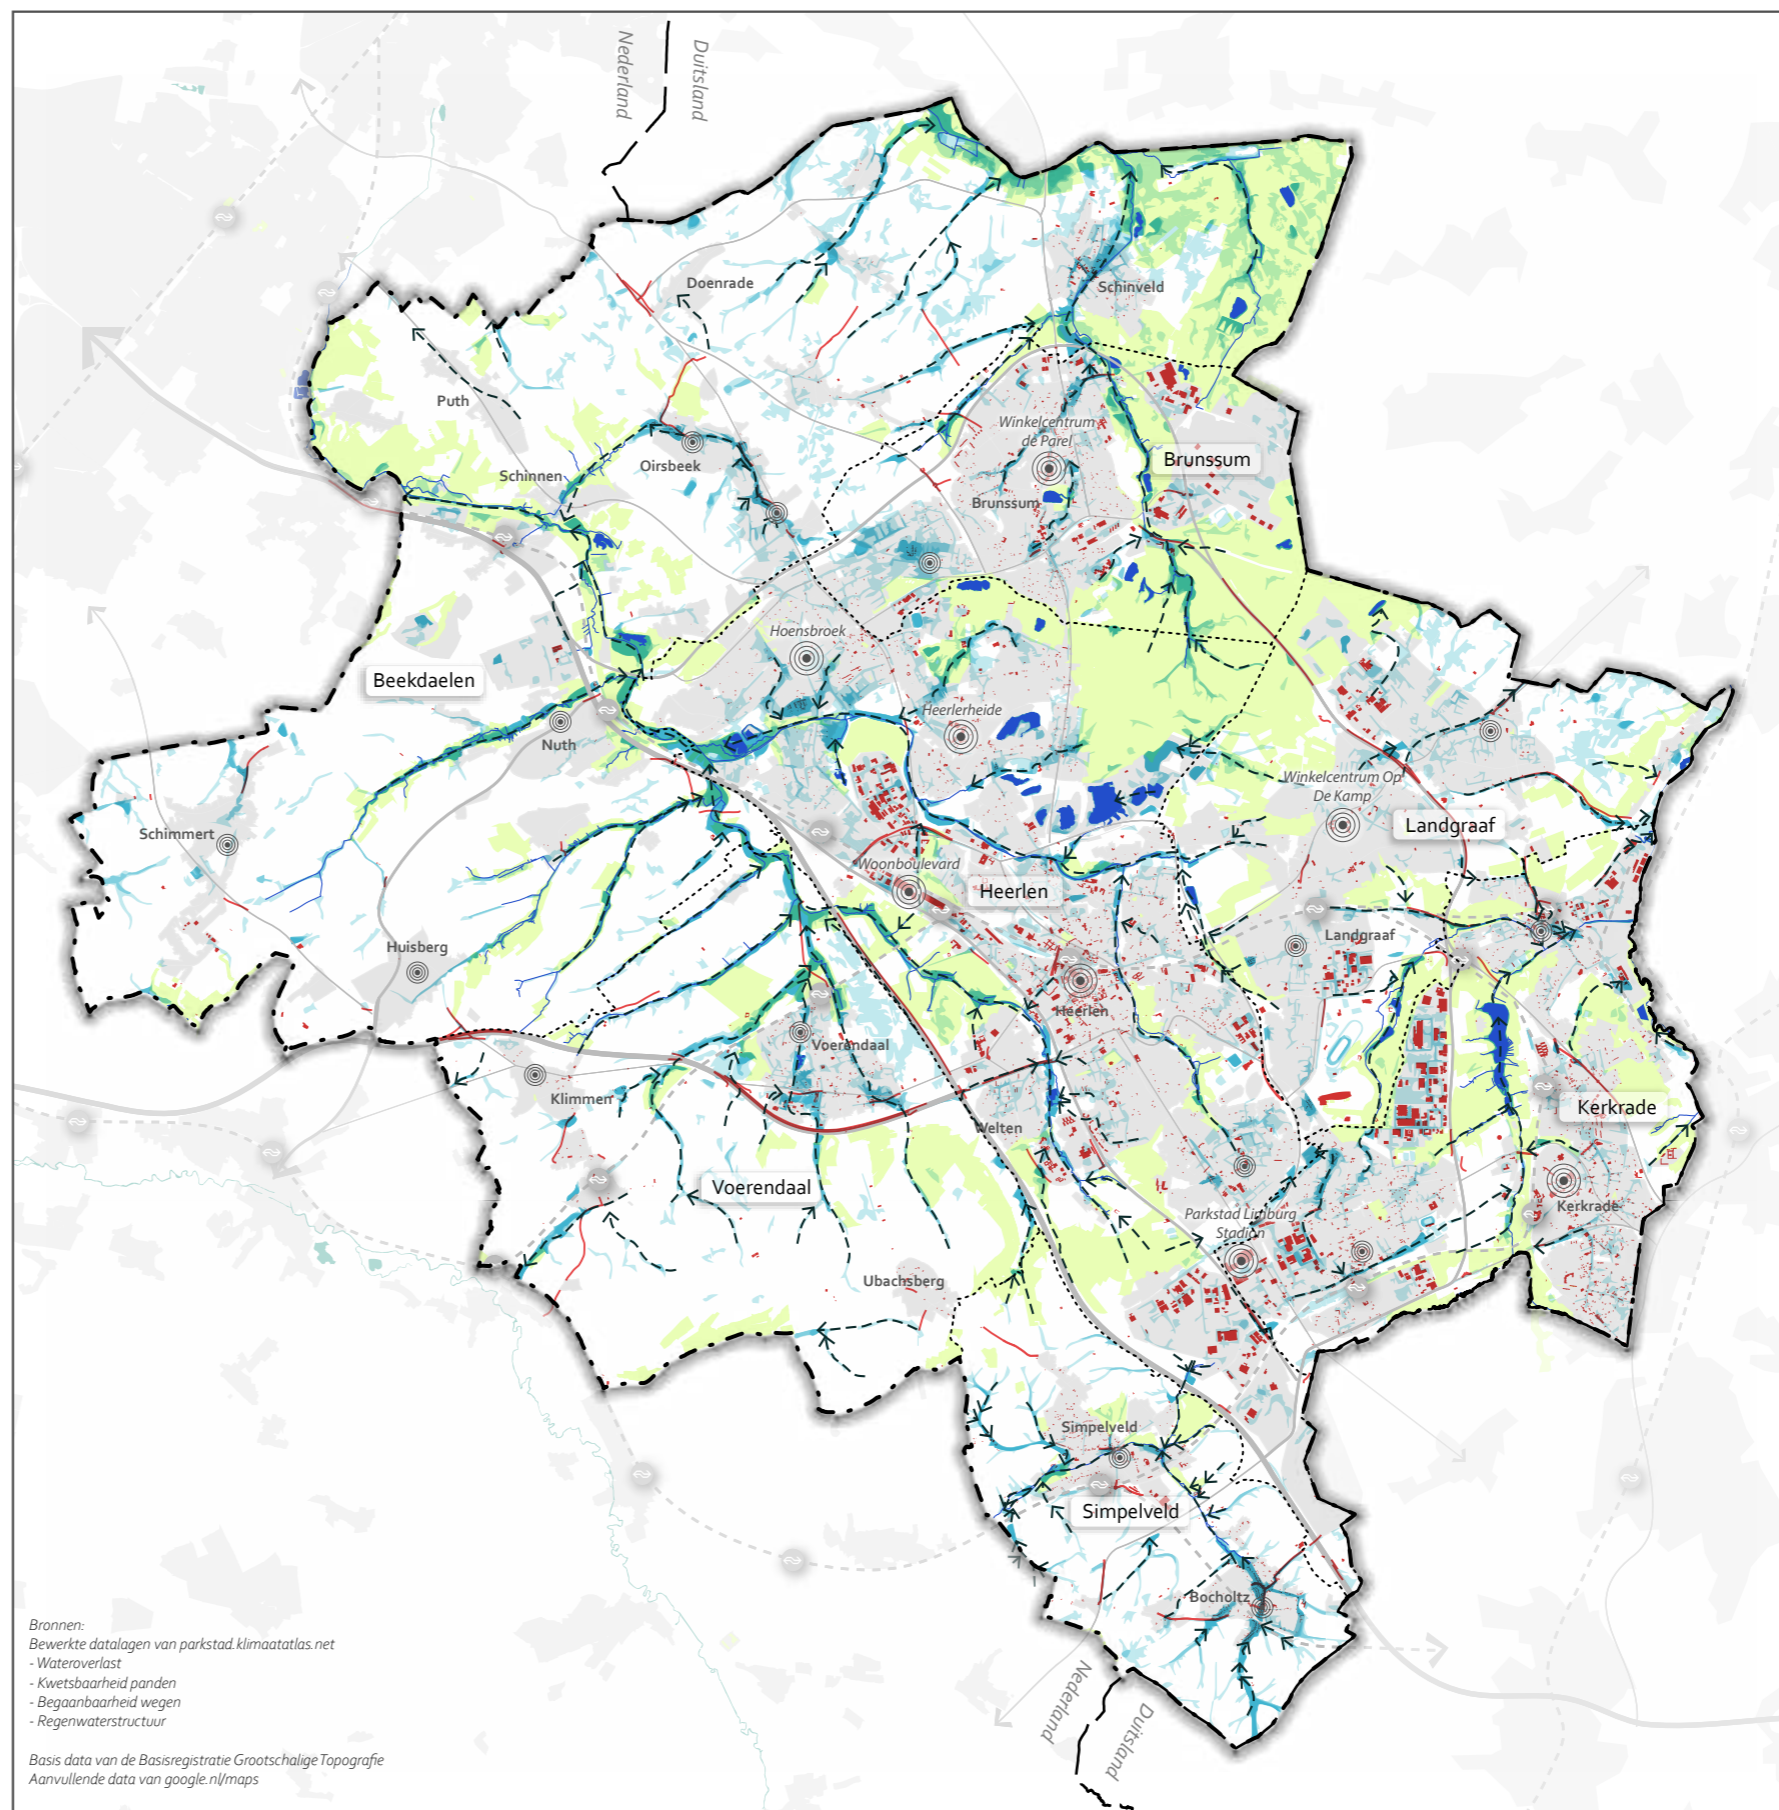 Nederland
Duitsland
Doenrade
Schinveld
Puth
Winkelcentrum
de Parel
Schinnen
Oirsbeek
Brunssum
Brunssum
Hoensbroek
Beekdaelen
Heerlerheide
Nuth
Winkelcentrum Op
De Kamp
Schimmert
Landgraaf
Woonboulevard
Heerlen
Huisberg
Landgraaf
Heerlen
Voerendaal
Klimmen
Kerkrade
Welten
Voerendaal
Kerkrade
Parkstad Limburg
Stadion
Ubachsberg
Simpelveld
Simpelveld
Bocholtz
Nederland
Duitsland
Bronnen:
Bewerkte datalagen van parkstad.klimaatatlas.net
- Wateroverlast
- Kwetsbaarheid panden
- Begaanbaarheid wegen
- Regenwaterstructuur
Basis data van de Basisregistratie Grootschalige Topografie
Aanvullende data van google.nl/maps